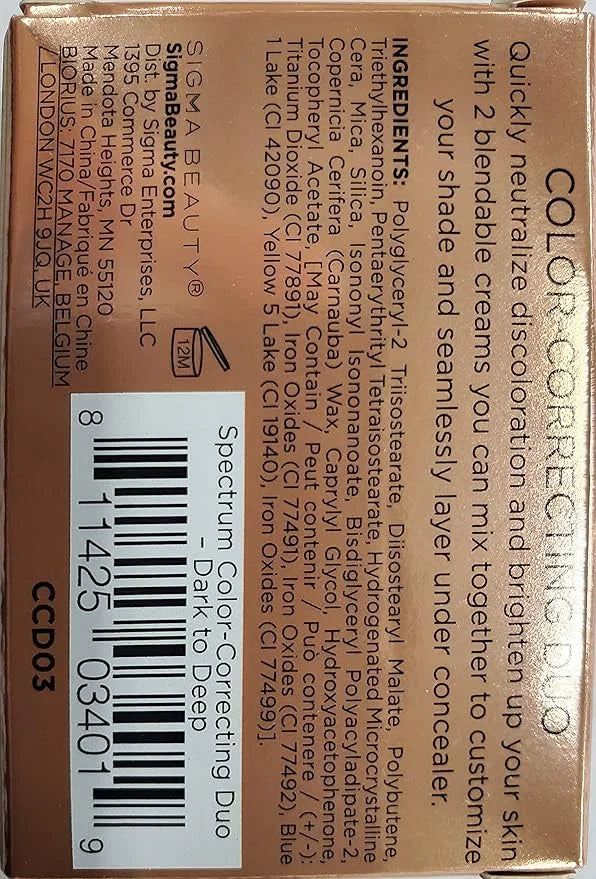 COLOR-CORRECTING DUO
Quickly neutralize discoloration and brighten up your skin
with 2 blendable creams you can mix together to customize
your shade and seamlessly layer under concealer.
INGREDIENTS: Polyglyceryl-2 Triisostearate, Diisostearyl Malate, Polybutene,
Triethylhexanoin, Pentaerythrityl Tetraisostearate, Hydrogenated Microcrystalline
Cera, Mica, Silica, Isononyl Isononanoate, Bisdiglyceryl Polyacyladipate-2,
Copernicia Cerifera (Carnauba) Wax, Caprylyl Glycol, Hydroxyacetophenone,
Tocopheryl Acetate, [May Contain / Peut contenir / Può contenere / (+/-):
Titanium Dioxide (CI 77891), Iron Oxides (CI 77491), Iron Oxides (CI 77492), Blue
1 Lake (CI 42090), Yellow 5 Lake (CI 19140), Iron Oxides (CI 77499)].
SIGMA BEAUTY®
SigmaBeauty.com
Dist. by Sigma Enterprises, LLC
1395 Commerce Dr
Mendota Heights, MN 55120
Made in China/Fabriqué en Chine
BIORIUS: 7170 MANAGE, BELGIUM
/ LONDON WC2H 9JQ, UK
12M
Spectrum Color-Correcting Duo
- Dark to Deep
8 11425 03401 9
CCD03